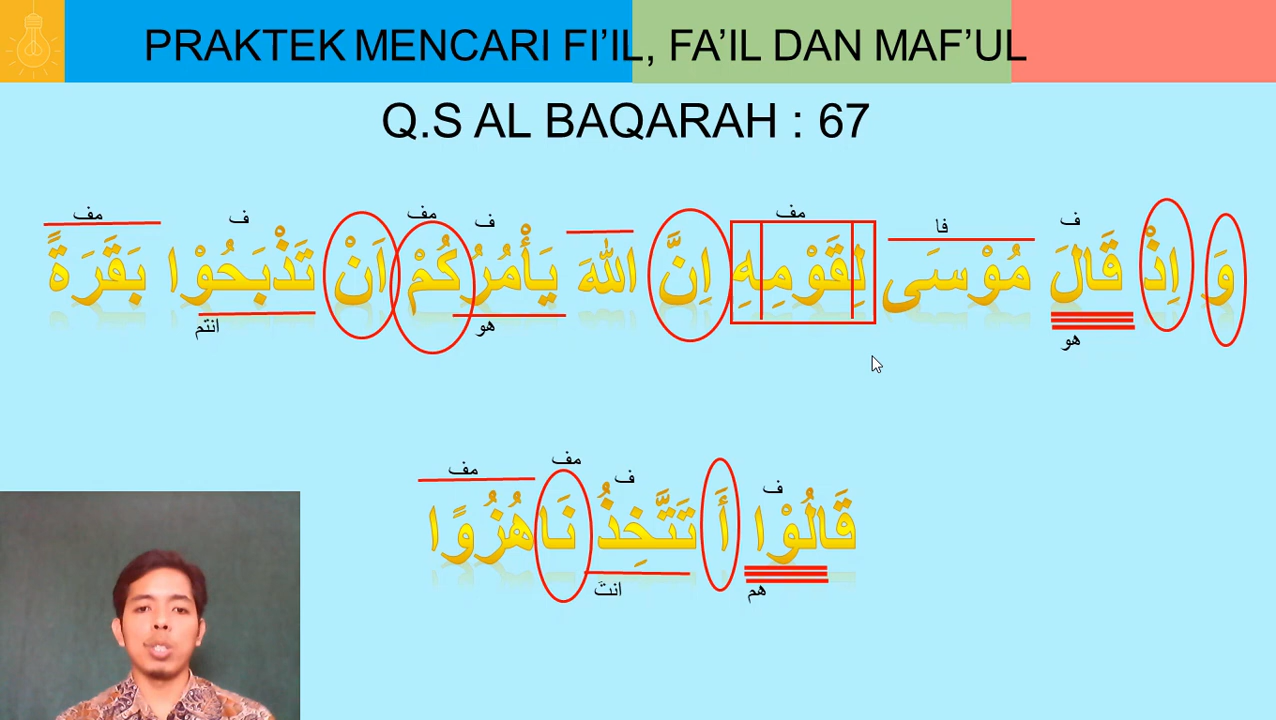 PRAKTEK MENCARI FI’IL, FA’IL DAN MAF’UL
Q.S AL BAQARAH : 67
ف فا مف ف مف ف مف
وَ اِذْ قَالَ مُوْسَى لِقَوْمِهِ اِنَّ اللهَ يَأْمُرُكُمْ اَنْ تَذْبَحُوْا بَقَرَةً
هو هو انتم
ف ف مف مف
قَالُوْا أَ تَتَّخِذُ نَا هُزُوًا
هم انتَ